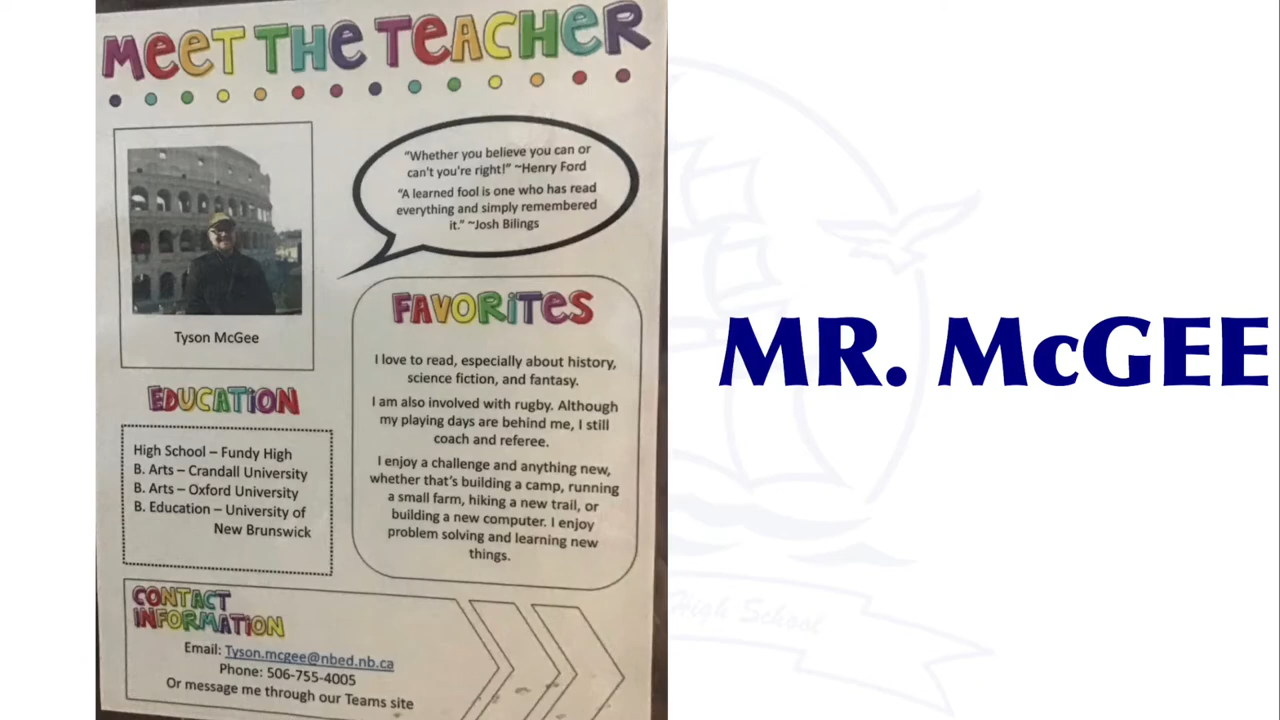 MEET THE TEACHER
"Whether you believe you can or
can't you're right!" ~Henry Ford
"A learned fool is one who has read
everything and simply remembered
it." ~Josh Bilings
Tyson McGee
FAVORITES
I love to read, especially about history,
science fiction, and fantasy.
I am also involved with rugby. Although
my playing days are behind me, I still
coach and referee.
I enjoy a challenge and anything new,
whether that's building a camp, running
a small farm, hiking a new trail, or
building a new computer. I enjoy
problem solving and learning new
things.
EDUCATION
High School – Fundy High
B. Arts – Crandall University
B. Arts – Oxford University
B. Education – University of
New Brunswick
CONTACT
INFORMATION
Email: Tyson.mcgee@nbed.nb.ca
Phone: 506-755-4005
Or message me through our Teams site
MR. McGEE
High School